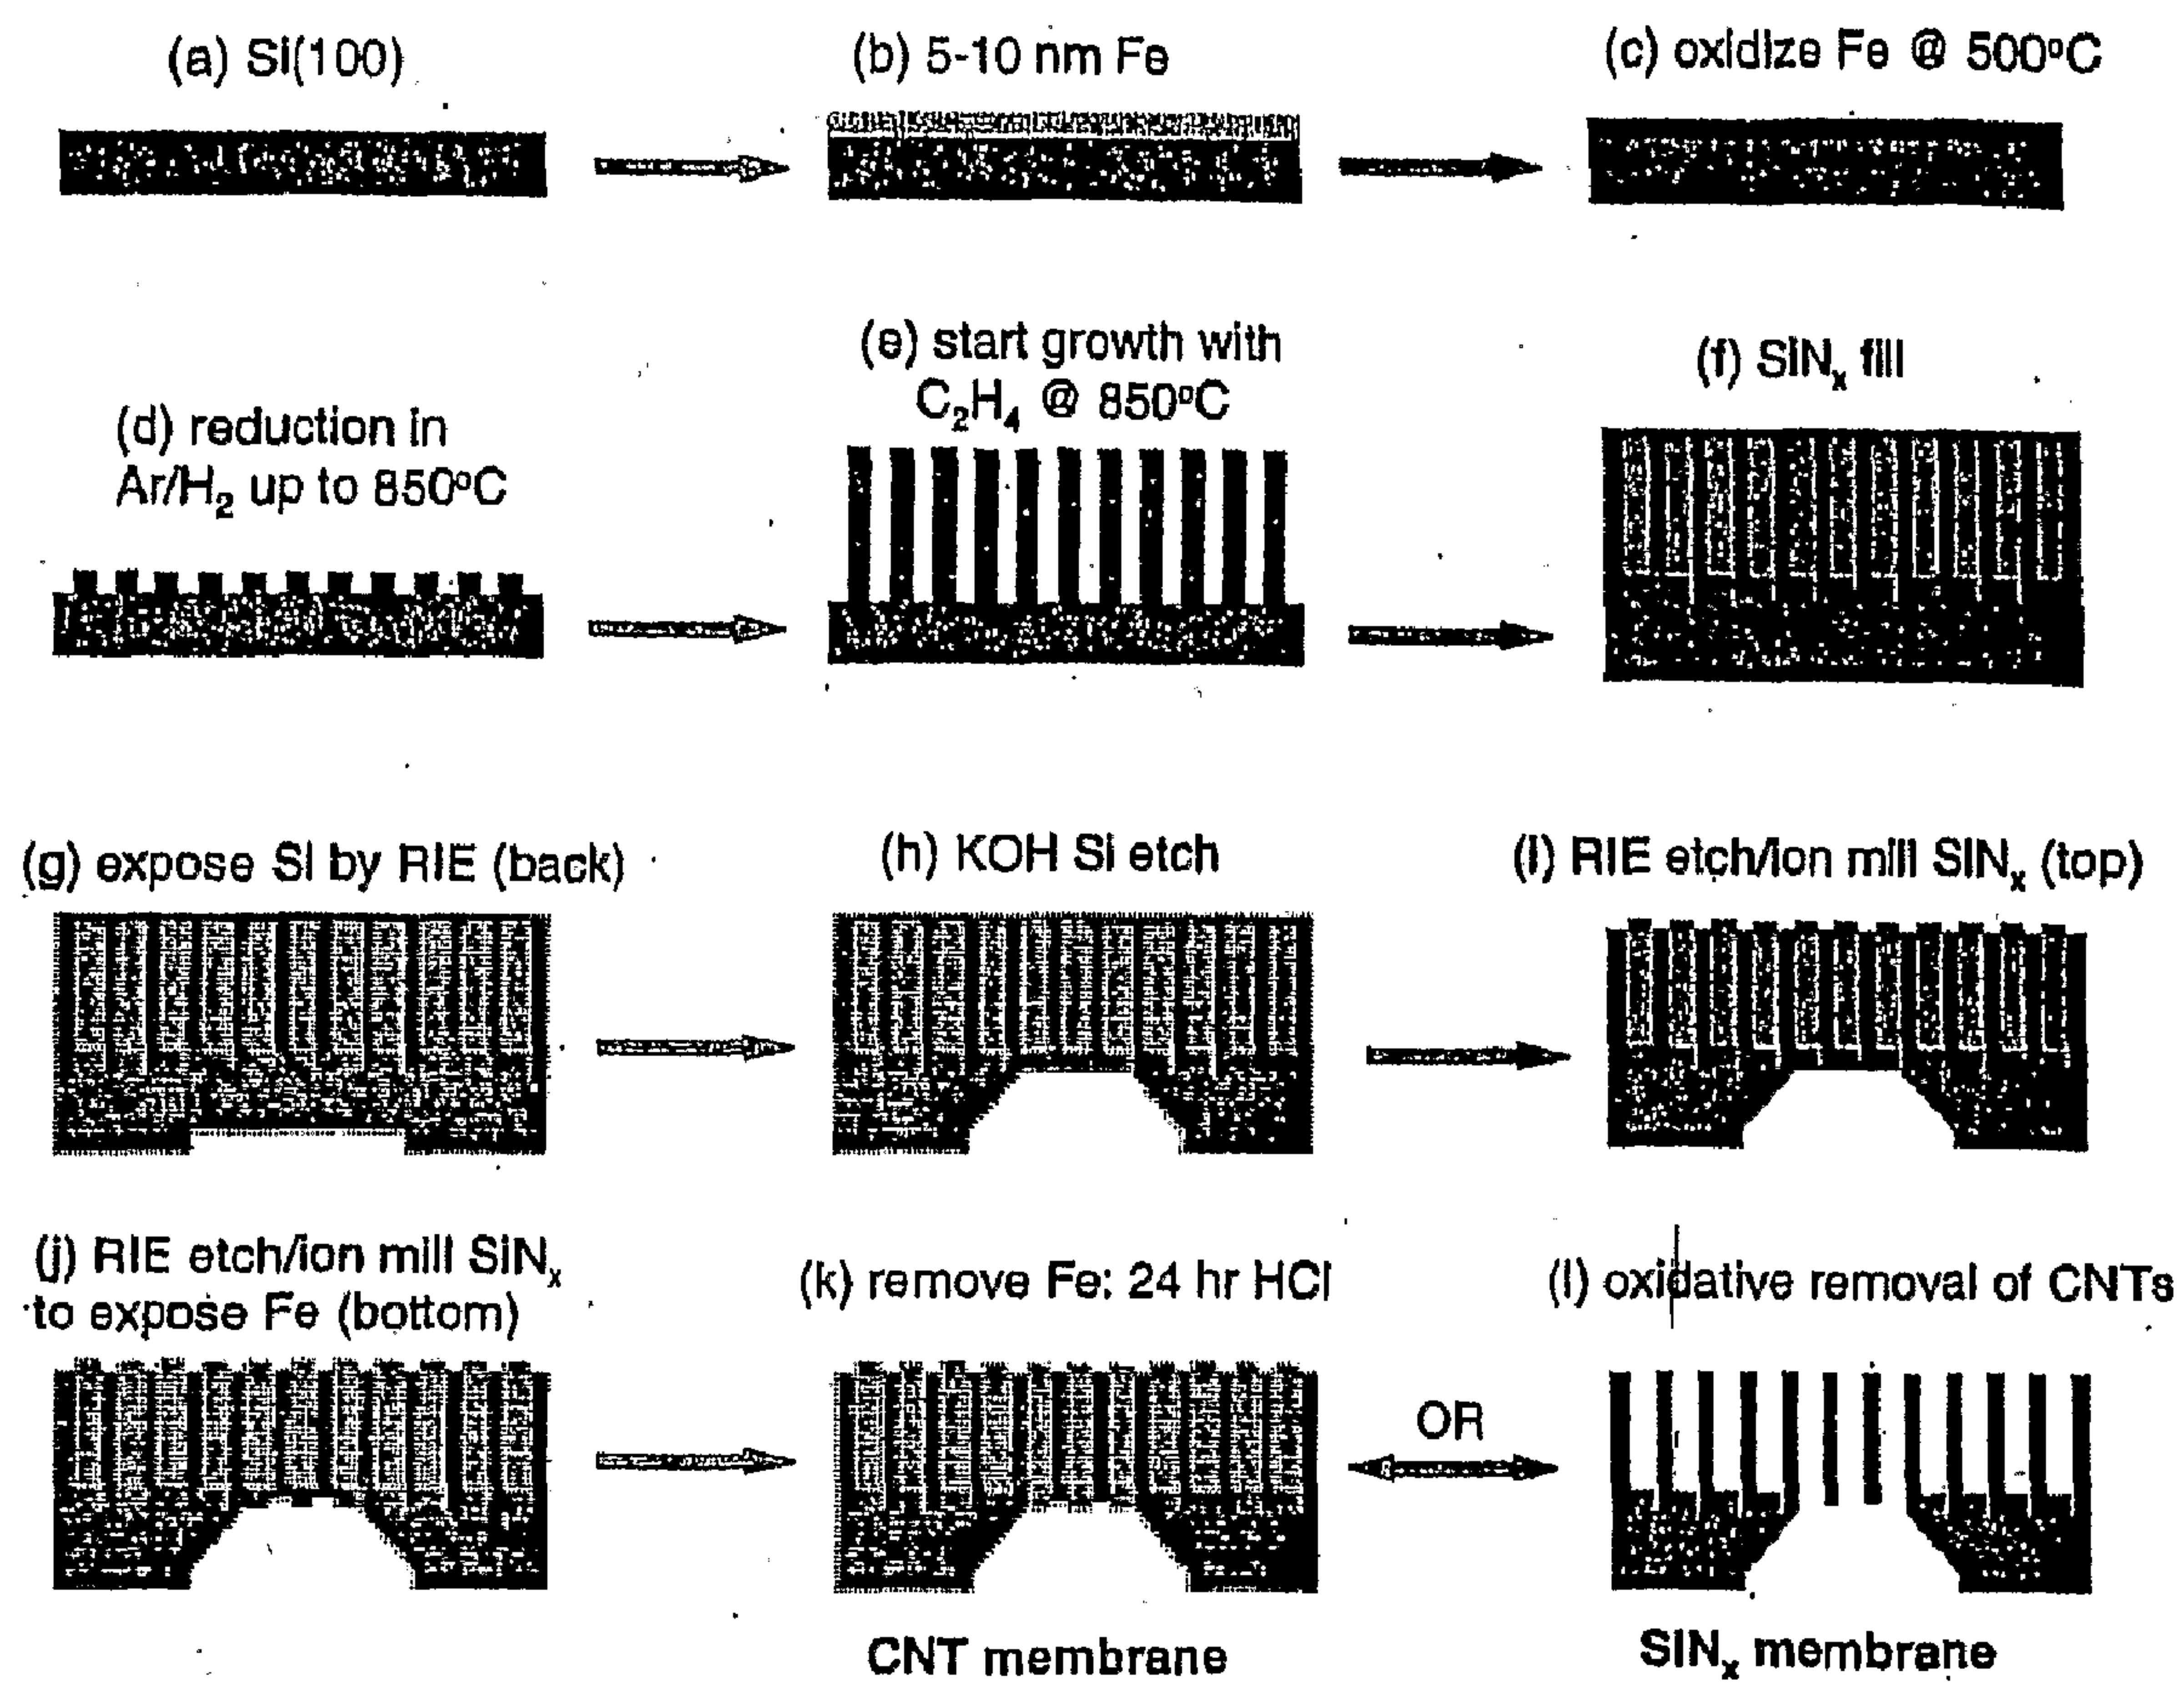 (a) Si(100)
(b) 5-10 nm Fe
(c) oxidize Fe @ 500ºC
(d) reduction in
Ar/H₂ up to 850ºC
(e) start growth with
C₂H₄ @ 850ºC
(f) SiNₓ fill
(g) expose Si by RIE (back)
(h) KOH Si etch
(i) RIE etch/ion mill SiNₓ (top)
(j) RIE etch/ion mill SiNₓ
to expose Fe (bottom)
(k) remove Fe: 24 hr HCl
(l) oxidative removal of CNTs
OR
CNT membrane
SiNₓ membrane